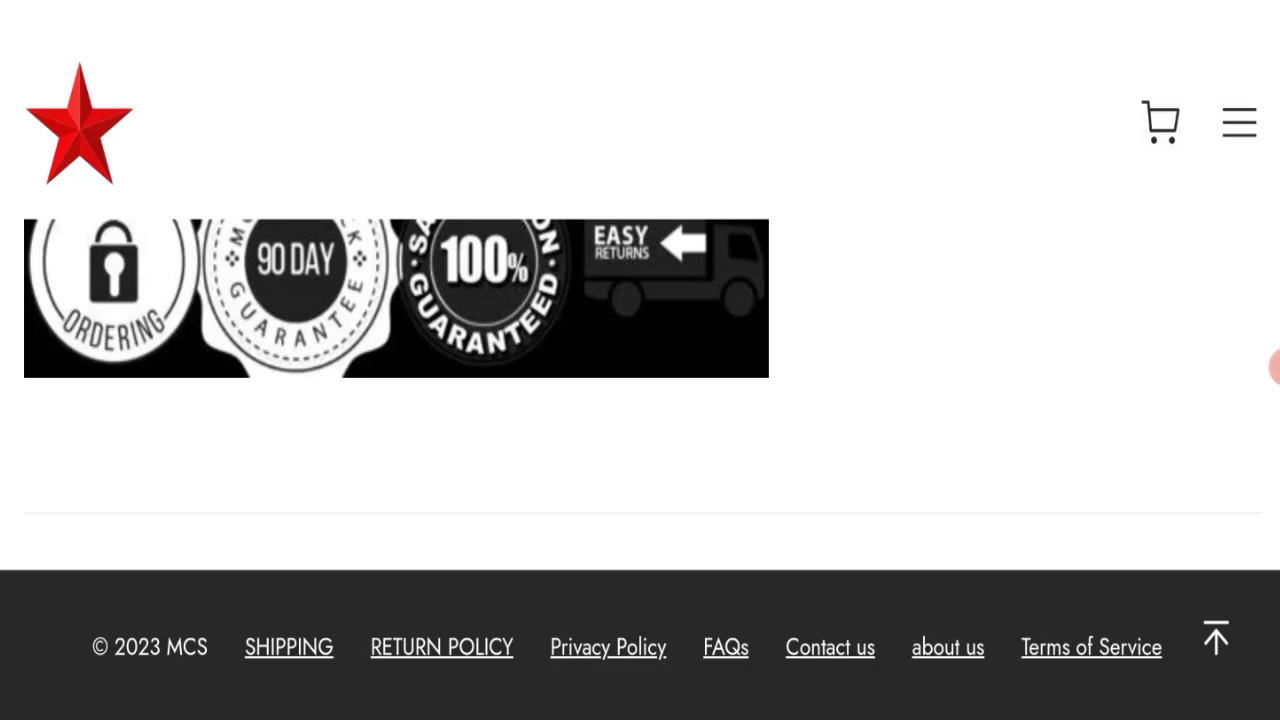 ORDERING
90 DAY
GUARANTEE
100%
GUARANTEED
EASY
RETURNS
© 2023 MCS SHIPPING RETURN POLICY Privacy Policy FAQs Contact us about us Terms of Service